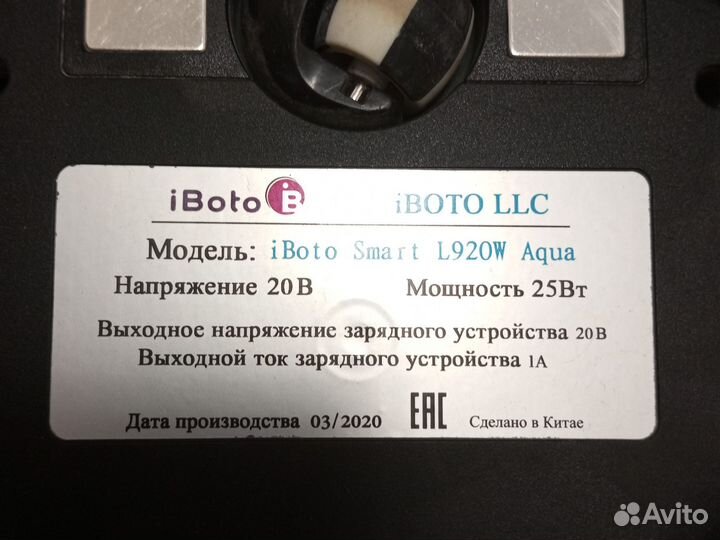 iBoto iB iBOTO LLC
Модель: iBoto Smart L920W Aqua
Напряжение 20В Мощность 25Вт
Выходное напряжение зарядного устройства 20В
Выходной ток зарядного устройства 1А
Дата производства 03/2020 EAC Сделано в Китае
Avito